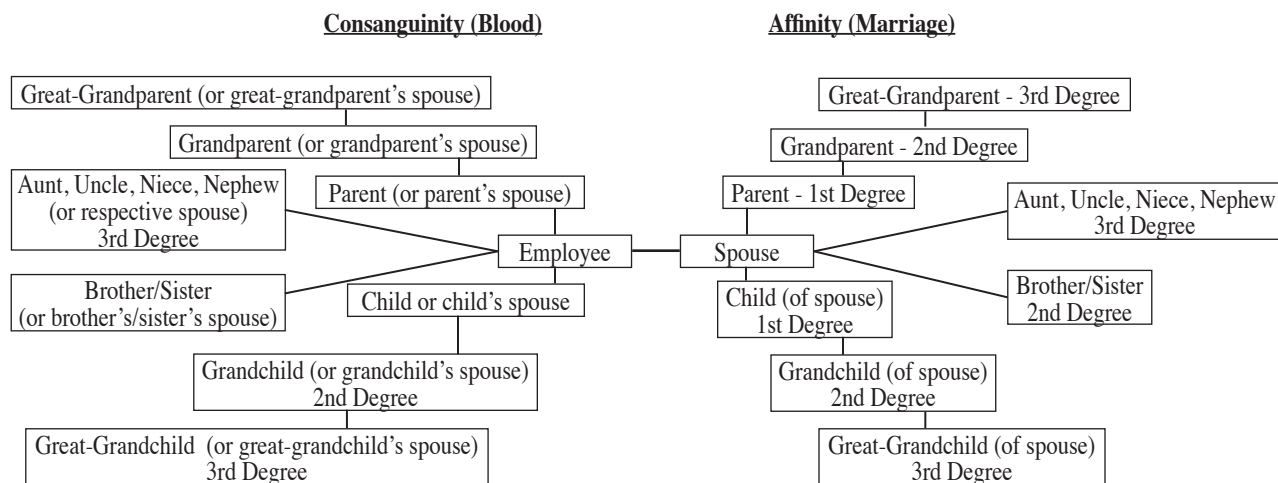 Consanguinity (Blood)
Affinity (Marriage)
Great-Grandparent (or great-grandparent's spouse)
Grandparent (or grandparent's spouse)
Parent (or parent's spouse)
Aunt, Uncle, Niece, Nephew
(or respective spouse)
3rd Degree
Employee
Brother/Sister
(or brother's/sister's spouse)
Child or child's spouse
Grandchild (or grandchild's spouse)
2nd Degree
Great-Grandchild (or great-grandchild's spouse)
3rd Degree
Great-Grandparent - 3rd Degree
Grandparent - 2nd Degree
Parent - 1st Degree
Aunt, Uncle, Niece, Nephew
3rd Degree
Spouse
Brother/Sister
2nd Degree
Child (of spouse)
1st Degree
Grandchild (of spouse)
2nd Degree
Great-Grandchild (of spouse)
3rd Degree